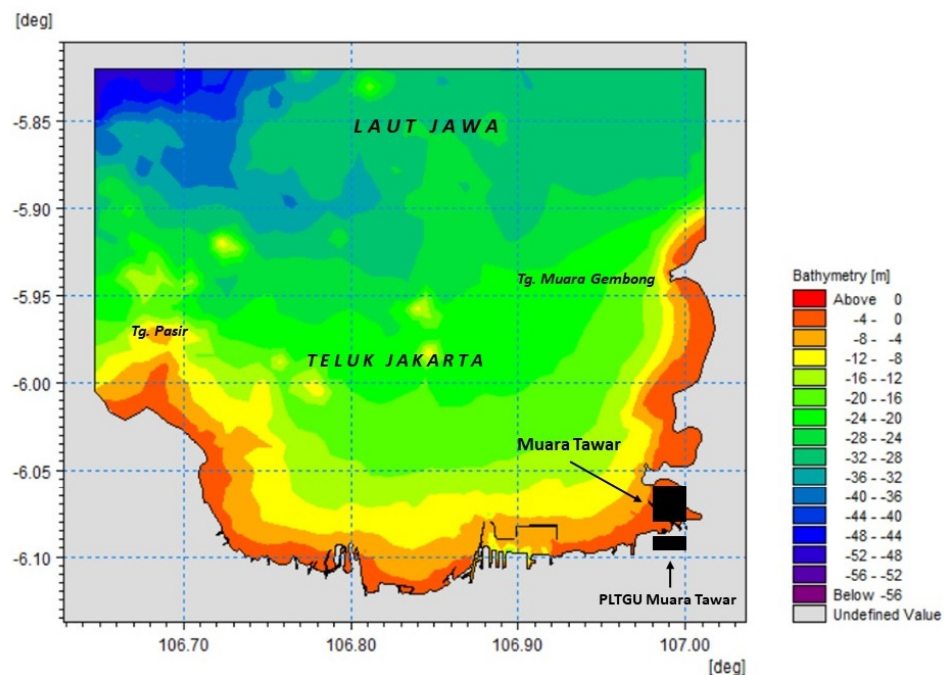 [deg]
-5.85
-5.90
-5.95
-6.00
-6.05
-6.10
LAUT JAWA
Tg. Muara Gembong
Tg. Pasir
TELUK JAKARTA
Muara Tawar
PLTGU Muara Tawar
106.70
106.80
106.90
107.00
[deg]
Bathymetry [m]
Above 0
-4 - 0
-8 - -4
-12 - -8
-16 - -12
-20 - -16
-24 - -20
-28 - -24
-32 - -28
-36 - -32
-40 - -36
-44 - -40
-48 - -44
-52 - -48
-56 - -52
Below -56
Undefined Value